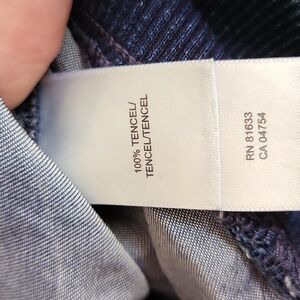 100% TENCEL/
TENCEL/TENCEL
RN 81633
CA 04754